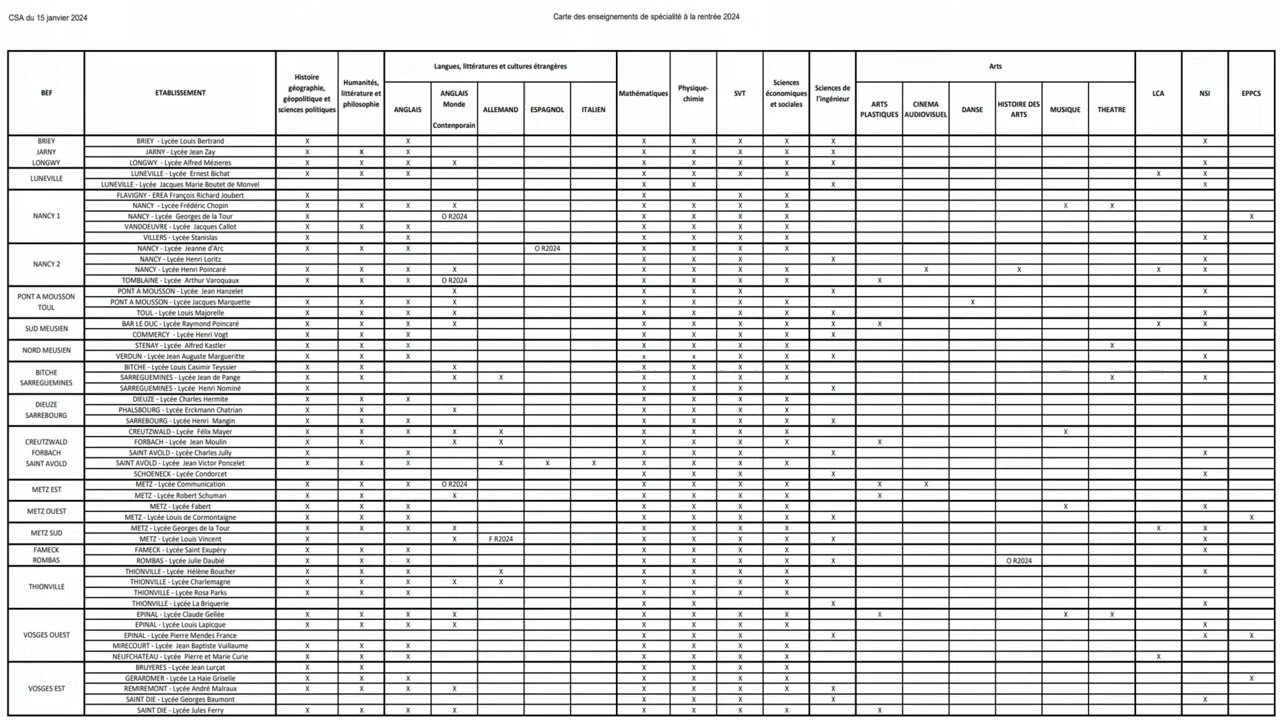 CSA du 15 janvier 2024
Carte des enseignements de spécialité à la rentrée 2024
BEF ETABLISSEMENT Histoire géographie, géopolitique et sciences politiques Humanités, littérature et philosophie Langues, littératures et cultures étrangères Mathématiques Physique-chimie SVT Sciences économiques et sociales Sciences de l'ingénieur Arts LCA NSI EPPCS
ANGLAIS ANGLAIS Monde Contenporain ALLEMAND ESPAGNOL ITALIEN ARTS PLASTIQUES CINEMA AUDIOVISUEL DANSE HISTOIRE DES ARTS MUSIQUE THEATRE
BRIEY BRIEY - Lycée Louis Bertrand X X X X X X X X
JARNY JARNY - Lycée Jean Zay X X X X X X X X
LONGWY LONGWY - Lycée Alfred Mézieres X X X X X X X X X X
LUNEVILLE LUNEVILLE - Lycée Ernest Bichat X X X X X X X X X
LUNEVILLE - Lycée Jacques Marie Boutet de Monvel X X X X
NANCY 1 FLAVIGNY - EREA François Richard Joubert X X X X
NANCY - Lycée Frédéric Chopin X X X X X X X X X X
NANCY - Lycée Georges de la Tour X O R2024 X X X X X
VANDOEUVRE - Lycée Jacques Callot X X X X X X X
VILLERS - Lycée Stanislas X X X X X X X
NANCY 2 NANCY - Lycée Jeanne d'Arc X X X O R2024 X X X X
NANCY - Lycée Henri Loritz X X X X X
NANCY - Lycée Henri Poincaré X X X X X X X X X X X X
TOMBLAINE - Lycée Arthur Varoquaux X X X O R2024 X X X X X
PONT A MOUSSON TOUL PONT A MOUSSON - Lycée Jean Hanzelet X X X X X X
PONT A MOUSSON - Lycée Jacques Marquette X X X X X X X X X
TOUL - Lycée Louis Majorelle X X X X X X X X X X
SUD MEUSIEN BAR LE DUC - Lycée Raymond Poincaré X X X X X X X X X X X X
COMMERCY - Lycée Henri Vogt X X X X X X X X
NORD MEUSIEN STENAY - Lycée Alfred Kastler X X X X X X X X
VERDUN - Lycée Jean Auguste Margueritte X X X x X X X X X
BITCHE SARREGUEMINES BITCHE - Lycée Louis Casimir Teyssier X X X X X X X
SARREGUEMINES - Lycée Jean de Pange X X X X X X X X X X
SARREGUEMINES - Lycée Henri Nominé X X X X X
DIEUZE SARREBOURG DIEUZE - Lycée Charles Hermite X X X X X X X
PHALSBOURG - Lycée Erckmann Chatrian X X X X X X X
SARREBOURG - Lycée Henri Mangin X X X X X X X X
CREUTZWALD FORBACH SAINT AVOLD CREUTZWALD - Lycée Félix Mayer X X X X X X X X X X
FORBACH - Lycée Jean Moulin X X X X X X X X X
SAINT AVOLD - Lycée Charles Jully X X X X X X X
SAINT AVOLD - Lycée Jean Victor Poncelet X X X X X X X X X X
SCHOENECK - Lycée Condorcet X X X X X
METZ EST METZ - Lycée Communication X X X O R2024 X X X X X X
METZ - Lycée Robert Schuman X X X X X X X X
METZ OUEST METZ - Lycée Fabert X X X X X X X X X
METZ - Lycée Louis de Cormontaigne X X X X X X X X X
METZ SUD METZ - Lycée Georges de la Tour X X X X X X X X X X
METZ - Lycée Louis Vincent X X F R2024 X X X X X X
FAMECK ROMBAS FAMECK - Lycée Saint Exupéry X X X X X X X X
ROMBAS - Lycée Julie Daubié X X X X X X X X O R2024
THIONVILLE THIONVILLE - Lycée Hélène Boucher X X X X X X X X X
THIONVILLE - Lycée Charlemagne X X X X X X X X X
THIONVILLE - Lycée Rosa Parks X X X X X X X
THIONVILLE - Lycée La Briquerie X X X X
VOSGES OUEST EPINAL - Lycée Claude Gellée X X X X X X X X X X X
EPINAL - Lycée Louis Lapicque X X X X X X X X X
EPINAL - Lycée Pierre Mendes France X X X X X X
MIRECOURT - Lycée Jean Baptiste Vuillaume X X X X X X X
NEUFCHATEAU - Lycée Pierre et Marie Curie X X X X X X X X
VOSGES EST BRUYERES - Lycée Jean Lurçat X X X X X X
GERARDMER - Lycée La Haie Griselle X X X X X X X X
REMIREMONT - Lycée André Malraux X X X X X X X X X
SAINT DIE - Lycée Georges Baumont X X X X X
SAINT DIE - Lycée Jules Ferry X X X X X X X X X